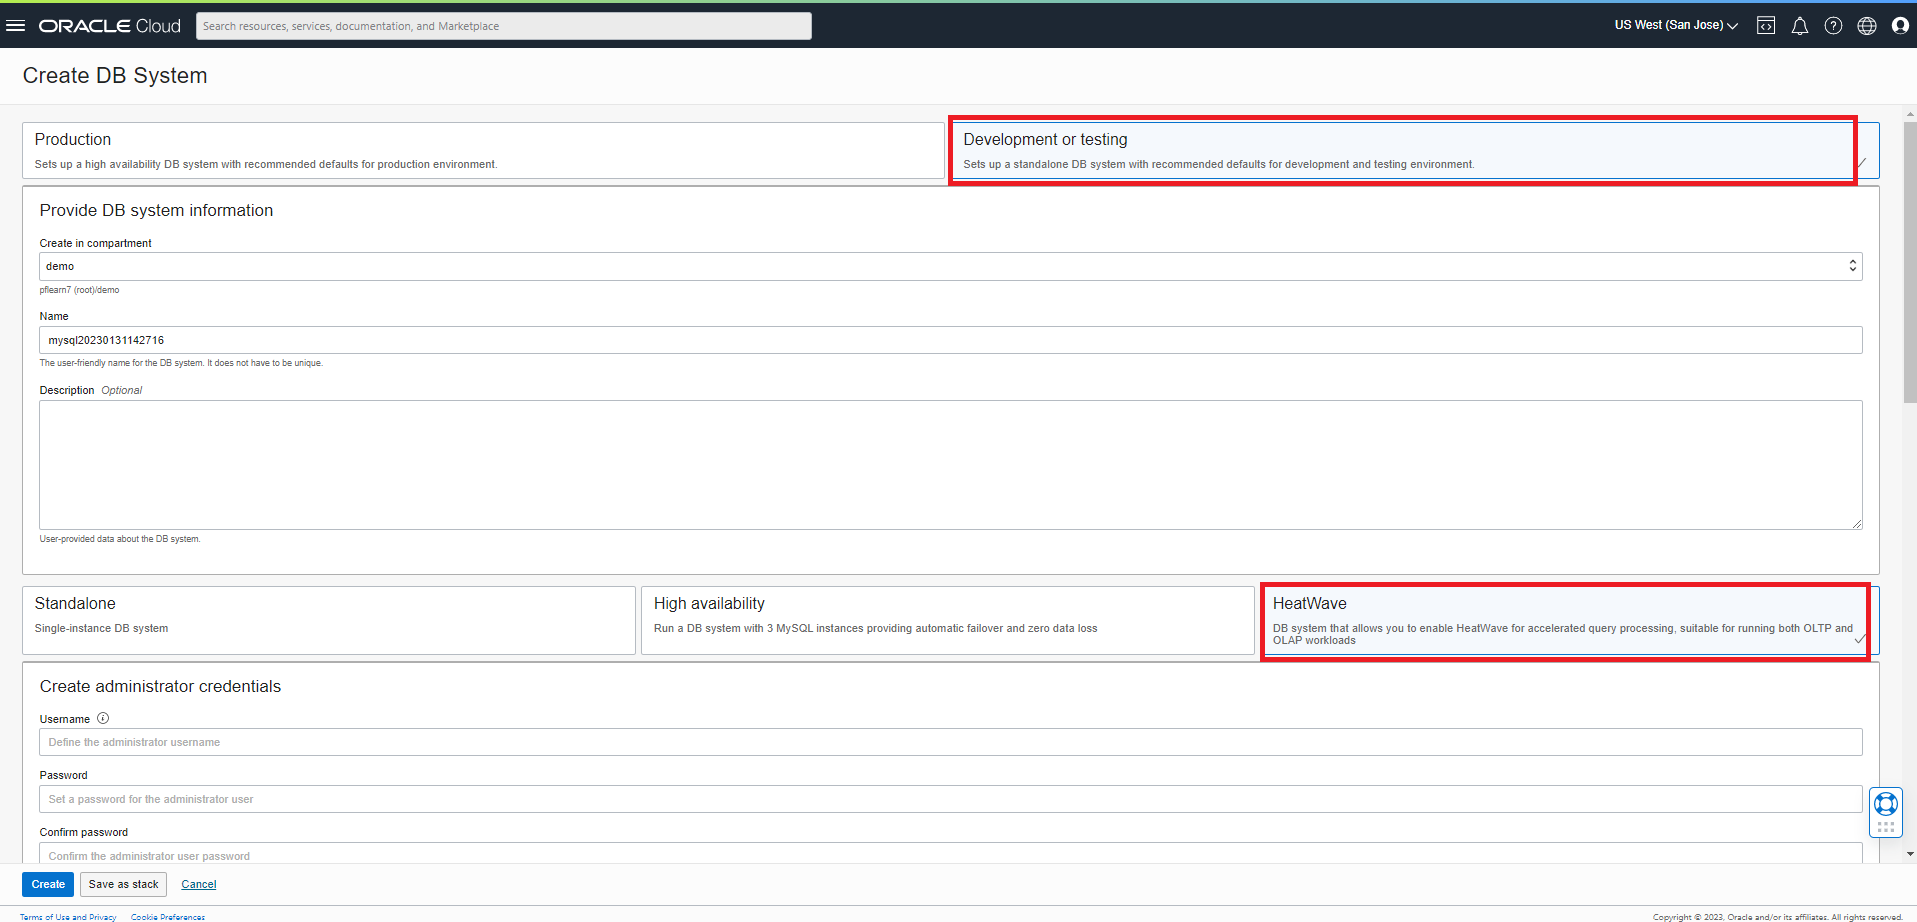 ORACLE Cloud
Search resources, services, documentation, and Marketplace
US West (San Jose)
Create DB System
Production
Sets up a high availability DB system with recommended defaults for production environment.
Development or testing
Sets up a standalone DB system with recommended defaults for development and testing environment.
Provide DB system information
Create in compartment
demo
pflearn7 (root)/demo
Name
mysql20230131142716
The user-friendly name for the DB system. It does not have to be unique.
Description Optional
User-provided data about the DB system.
Standalone
Single-instance DB system
High availability
Run a DB system with 3 MySQL instances providing automatic failover and zero data loss
HeatWave
DB system that allows you to enable HeatWave for accelerated query processing, suitable for running both OLTP and
OLAP workloads
Create administrator credentials
Username
Define the administrator username
Password
Set a password for the administrator user
Confirm password
Confirm the administrator user password
Create
Save as stack
Cancel
Terms of Use and Privacy
Cookie Preferences
Copyright © 2023, Oracle and/or its affiliates. All rights reserved.